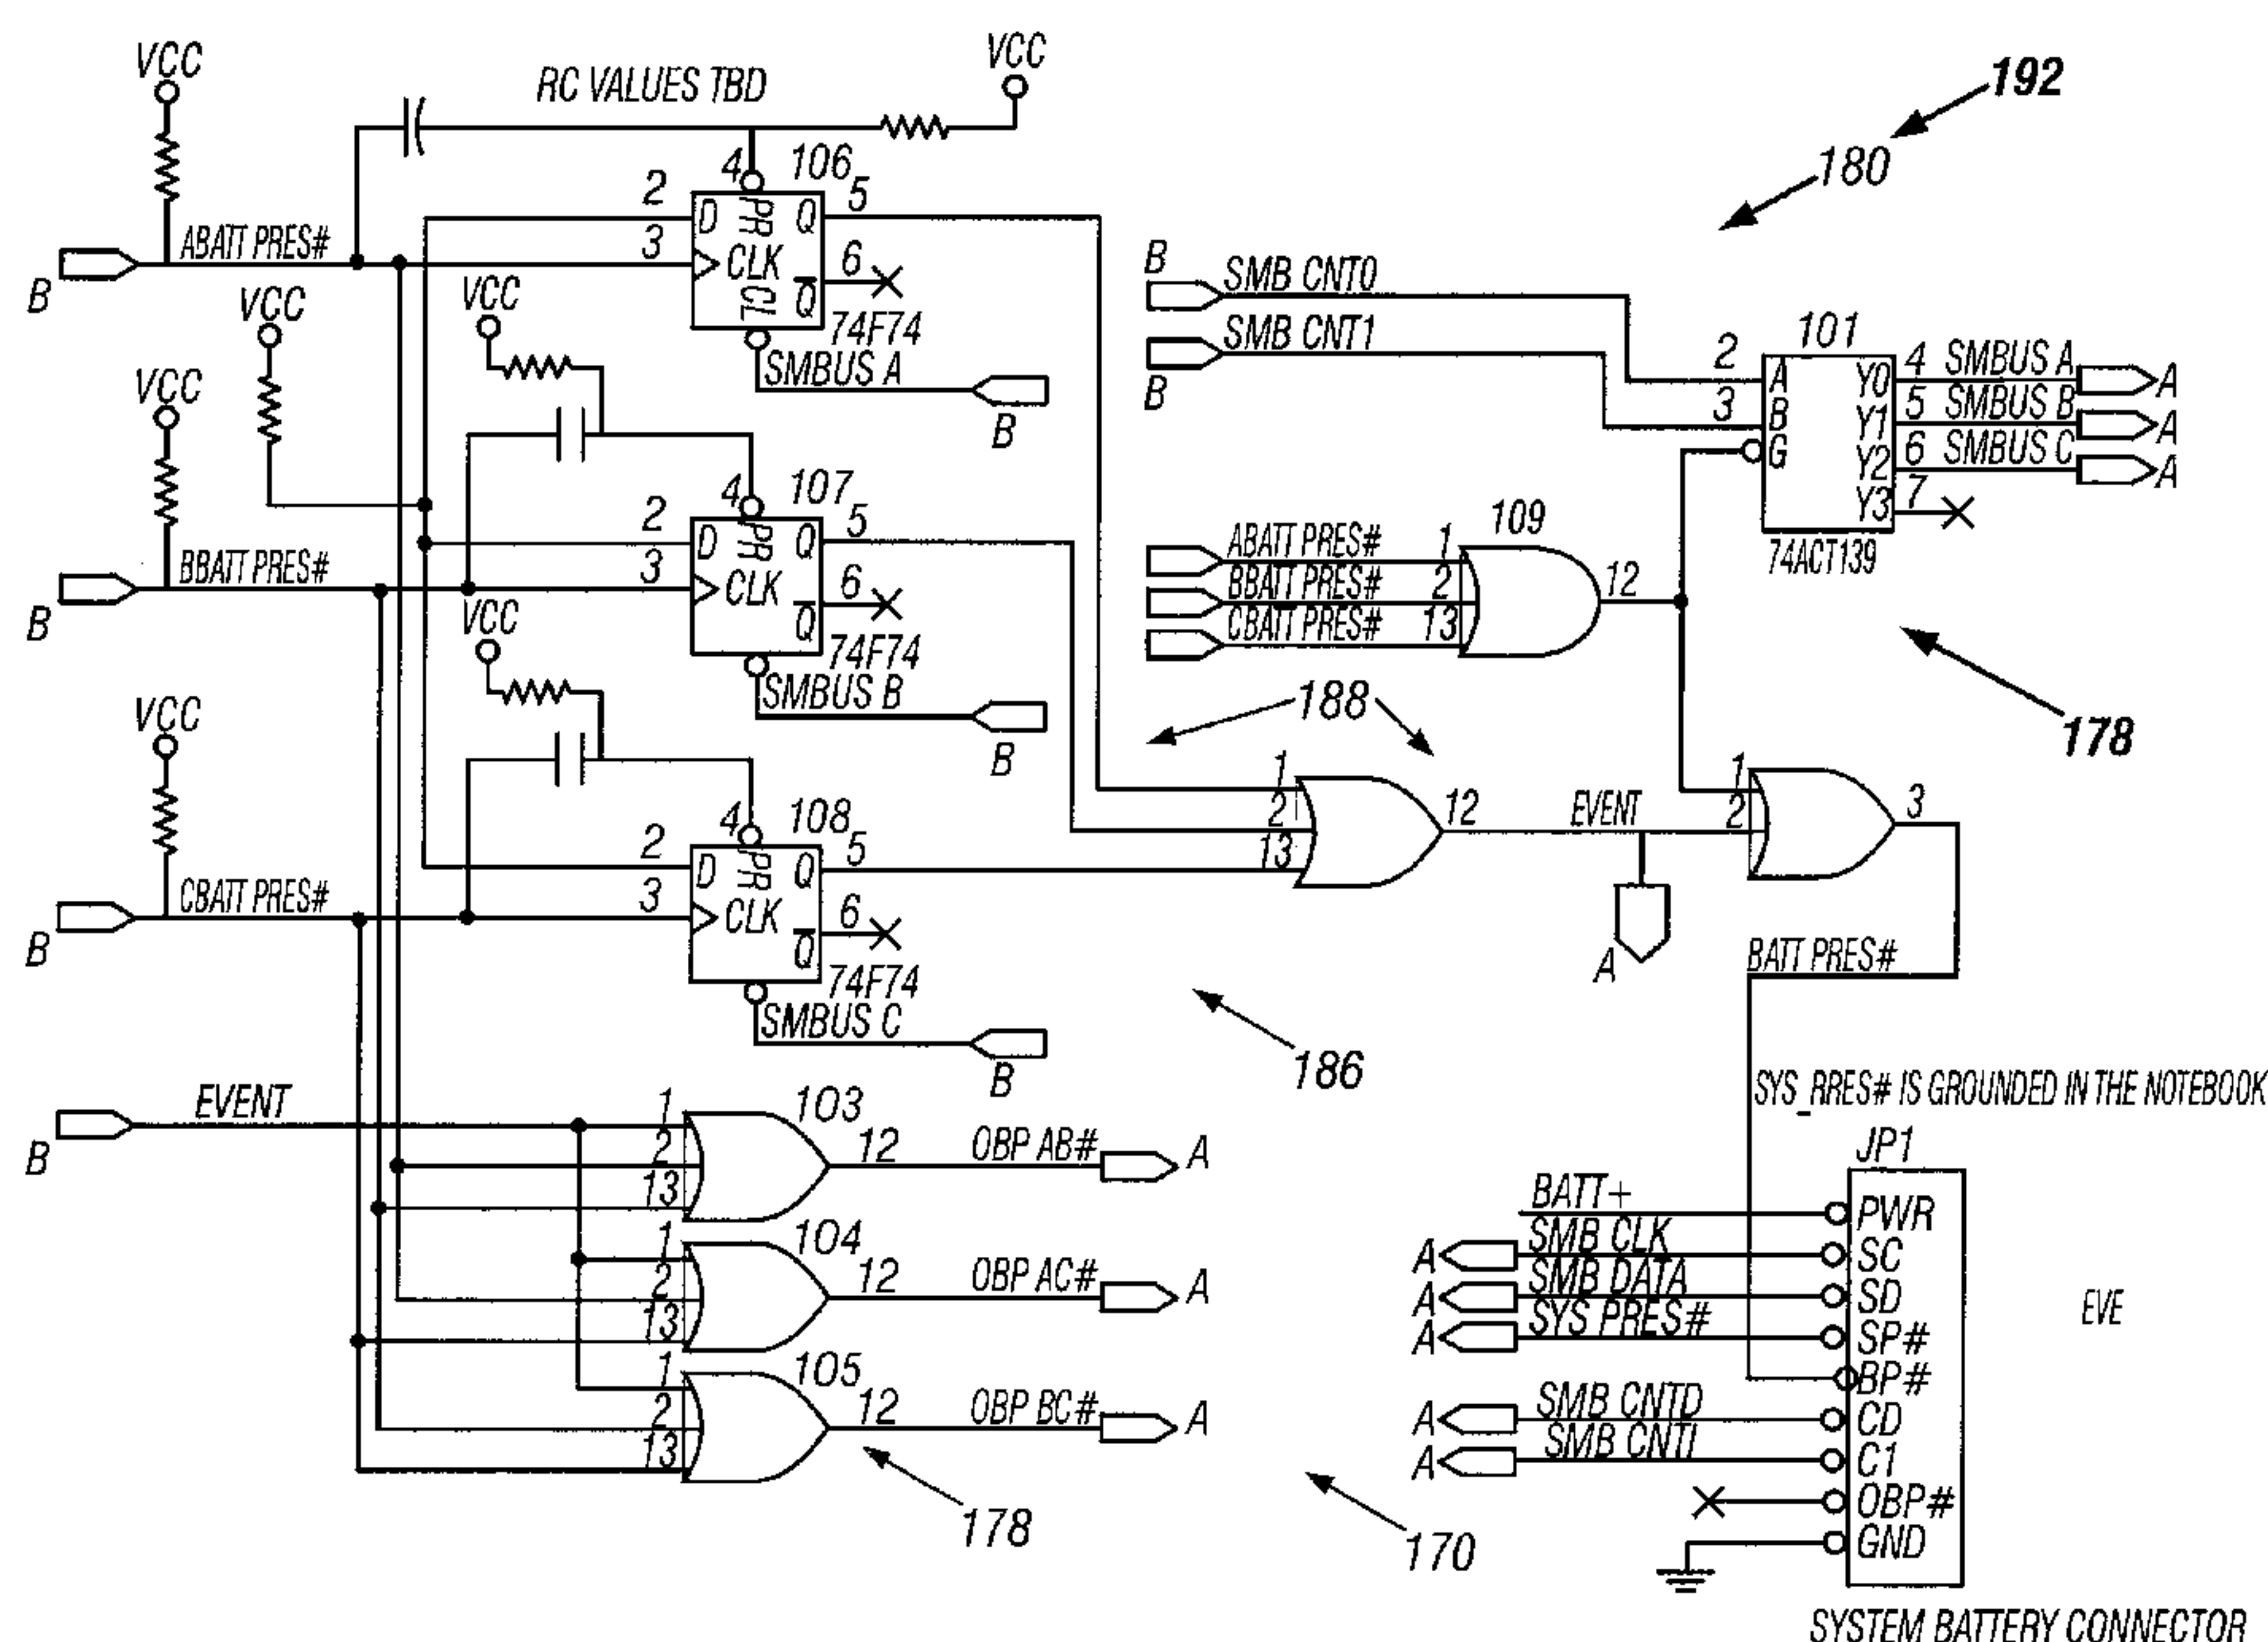 VCC
RC VALUES TBD
VCC
192
180
4 106
2 D PR Q 5
3 CLK
6 Q
CL
74F74
ABATT PRES#
B
SMBUS A
B
VCC
VCC
VCC
4 107
2 D PR Q 5
3 CLK
6 Q
74F74
BBATT PRES#
B
SMBUS B
B
VCC
VCC
4 108
2 D PR Q 5
3 CLK
6 Q
74F74
CBATT PRES#
B
SMBUS C
B
186
B SMB CNT0
SMB CNT1
B
101
2 A Y0 4 SMBUS A A
3 B Y1 5 SMBUS B A
G Y2 6 SMBUS C A
Y3 7
74ACT139
109
ABATT PRES# 1
BBATT PRES# 2 12
CBATT PRES# 13
178
188
1
2 12 EVENT
13
A
1
2 3
BATT PRES#
EVENT
B
103
1
2 12 OBP AB# A
13
104
1
2 12 OBP AC# A
13
105
1
2 12 OBP BC# A
13
178
170
SYS_RRES# IS GROUNDED IN THE NOTEBOOK
JP1
BATT+ PWR
A SMB CLK SC
A SMB DATA SD
A SYS PRES# SP#
BP#
A SMB CNTD CD
A SMB CNTI C1
OBP#
GND
EVE
SYSTEM BATTERY CONNECTOR